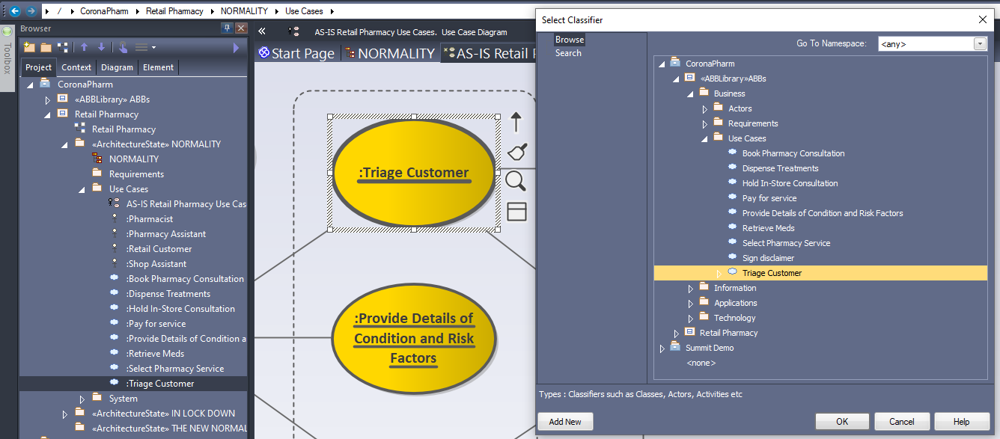 / CoronaPharm Retail Pharmacy NORMALITY Use Cases
Toolbox
Browser
Project Context Diagram Element
CoronaPharm
«ABBLibrary» ABBs
Retail Pharmacy
Retail Pharmacy
«ArchitectureState» NORMALITY
NORMALITY
Requirements
Use Cases
AS-IS Retail Pharmacy Use Cas
:Pharmacist
:Pharmacy Assistant
:Retail Customer
:Shop Assistant
:Book Pharmacy Consultation
:Dispense Treatments
:Hold In-Store Consultation
:Pay for service
:Provide Details of Condition a
:Retrieve Meds
:Select Pharmacy Service
:Triage Customer
System
«ArchitectureState» IN LOCK DOWN
«ArchitectureState» THE NEW NORMAL
AS-IS Retail Pharmacy Use Cases. Use Case Diagram
Start Page NORMALITY AS-IS Retail P
:Triage Customer
:Provide Details of
Condition and Risk
Factors
Select Classifier
Browse
Search
Go To Namespace: <any>
CoronaPharm
«ABBLibrary»ABBs
Business
Actors
Requirements
Use Cases
Book Pharmacy Consultation
Dispense Treatments
Hold In-Store Consultation
Pay for service
Provide Details of Condition and Risk Factors
Retrieve Meds
Select Pharmacy Service
Sign disclaimer
Triage Customer
Information
Applications
Technology
Retail Pharmacy
Summit Demo
<none>
Types : Classifiers such as Classes, Actors, Activities etc
Add New OK Cancel Help